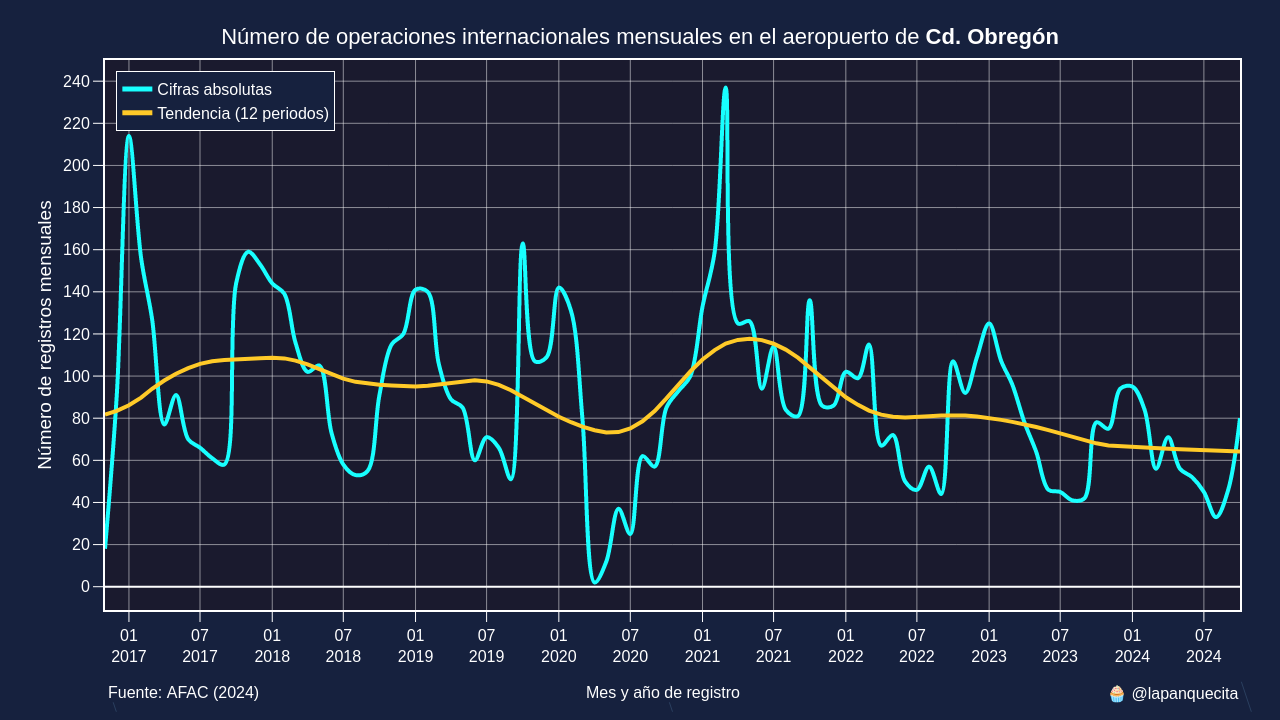 Número de operaciones internacionales mensuales en el aeropuerto de Cd. Obregón
Cifras absolutas
Tendencia (12 periodos)
Número de registros mensuales
240
220
200
180
160
140
120
100
80
60
40
20
0
01 07 01 07 01 07 01 07 01 07 01 07 01 07 01 07
2017 2017 2018 2018 2019 2019 2020 2020 2021 2021 2022 2022 2023 2023 2024 2024
Fuente: AFAC (2024) Mes y año de registro 🧁 @lapanquecita